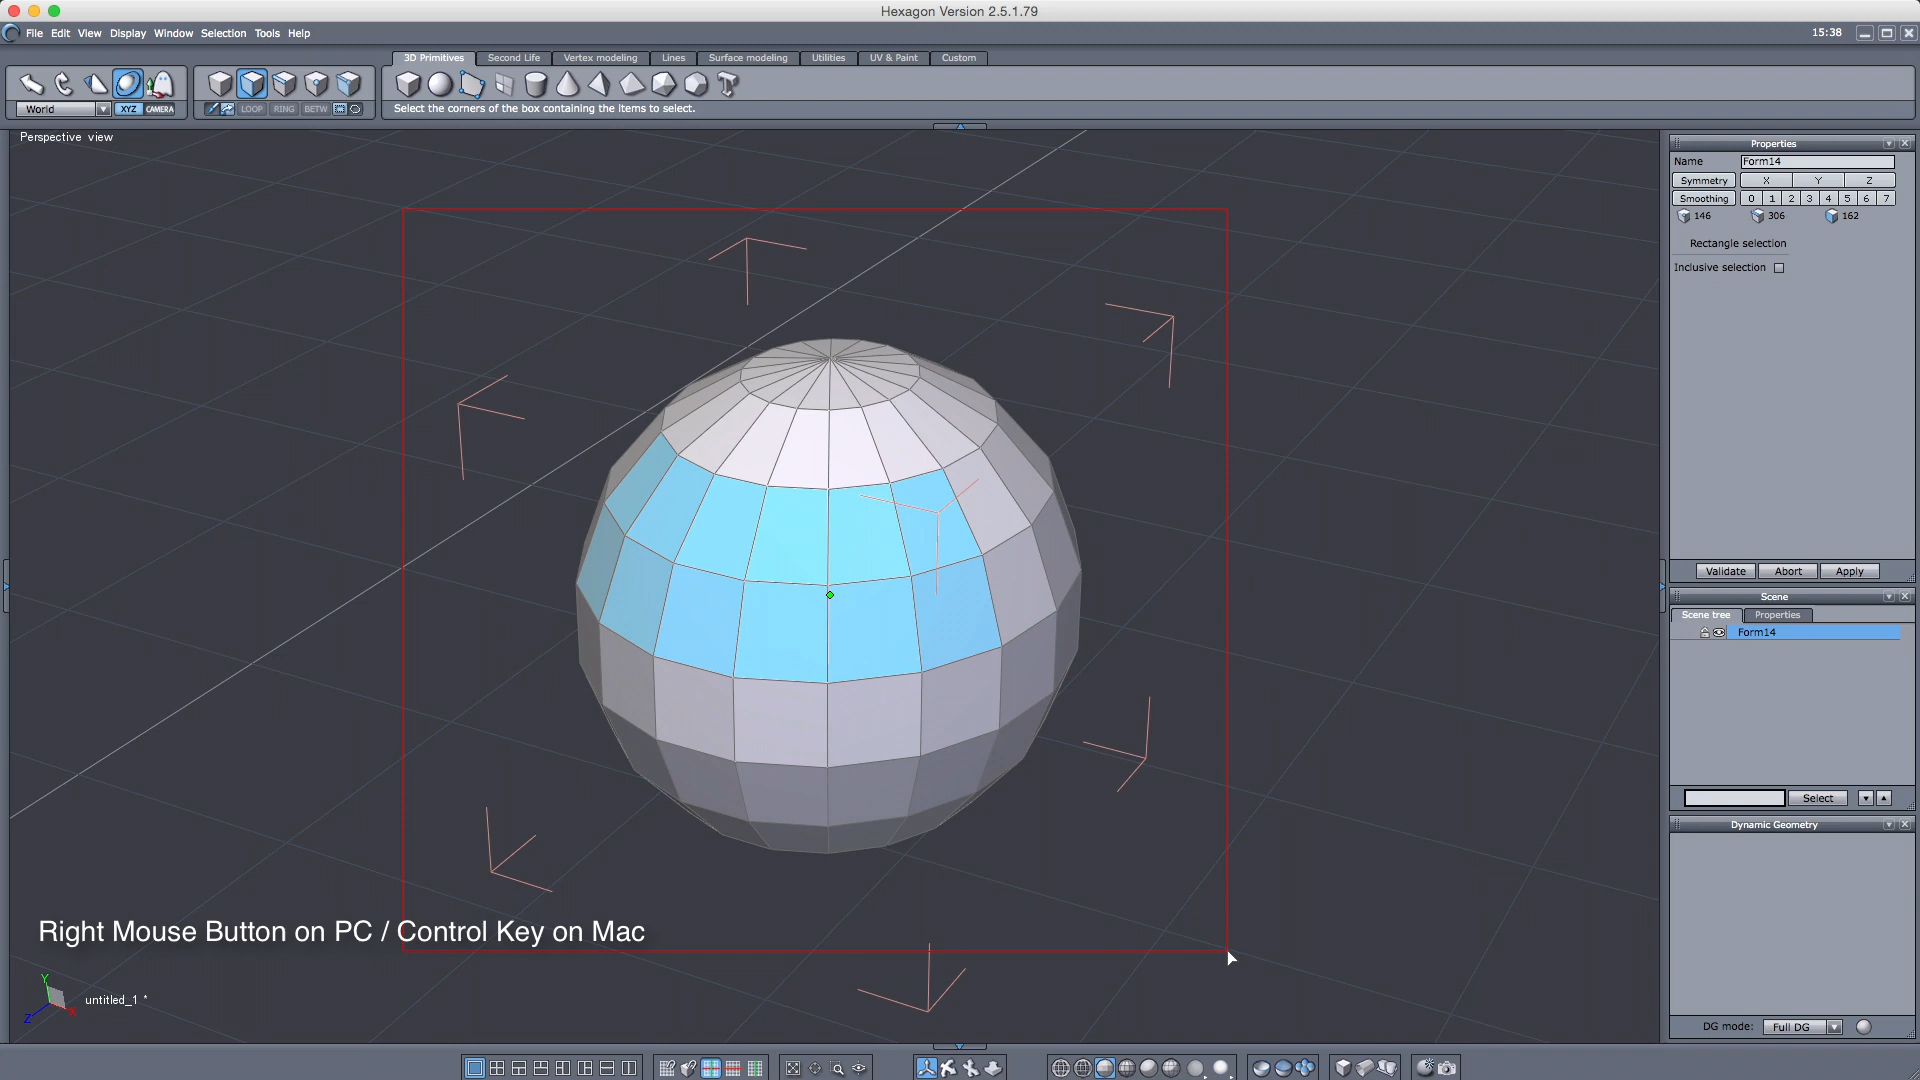 Hexagon Version 2.5.1.79
File Edit View Display Window Selection Tools Help
15:38
3D Primitives Second Life Vertex modeling Lines Surface modeling Utilities UV & Paint Custom
World XYZ CAMERA LOOP RING BETW
Select the corners of the box containing the items to select.
Perspective view
Properties
Name Form14
Symmetry X Y Z
Smoothing 0 1 2 3 4 5 6 7
146 306 162
Rectangle selection
Inclusive selection
Validate Abort Apply
Scene
Scene tree Properties
Form14
Select
Dynamic Geometry
Right Mouse Button on PC / Control Key on Mac
Y
untitled_1 *
Z X
DG mode: Full DG